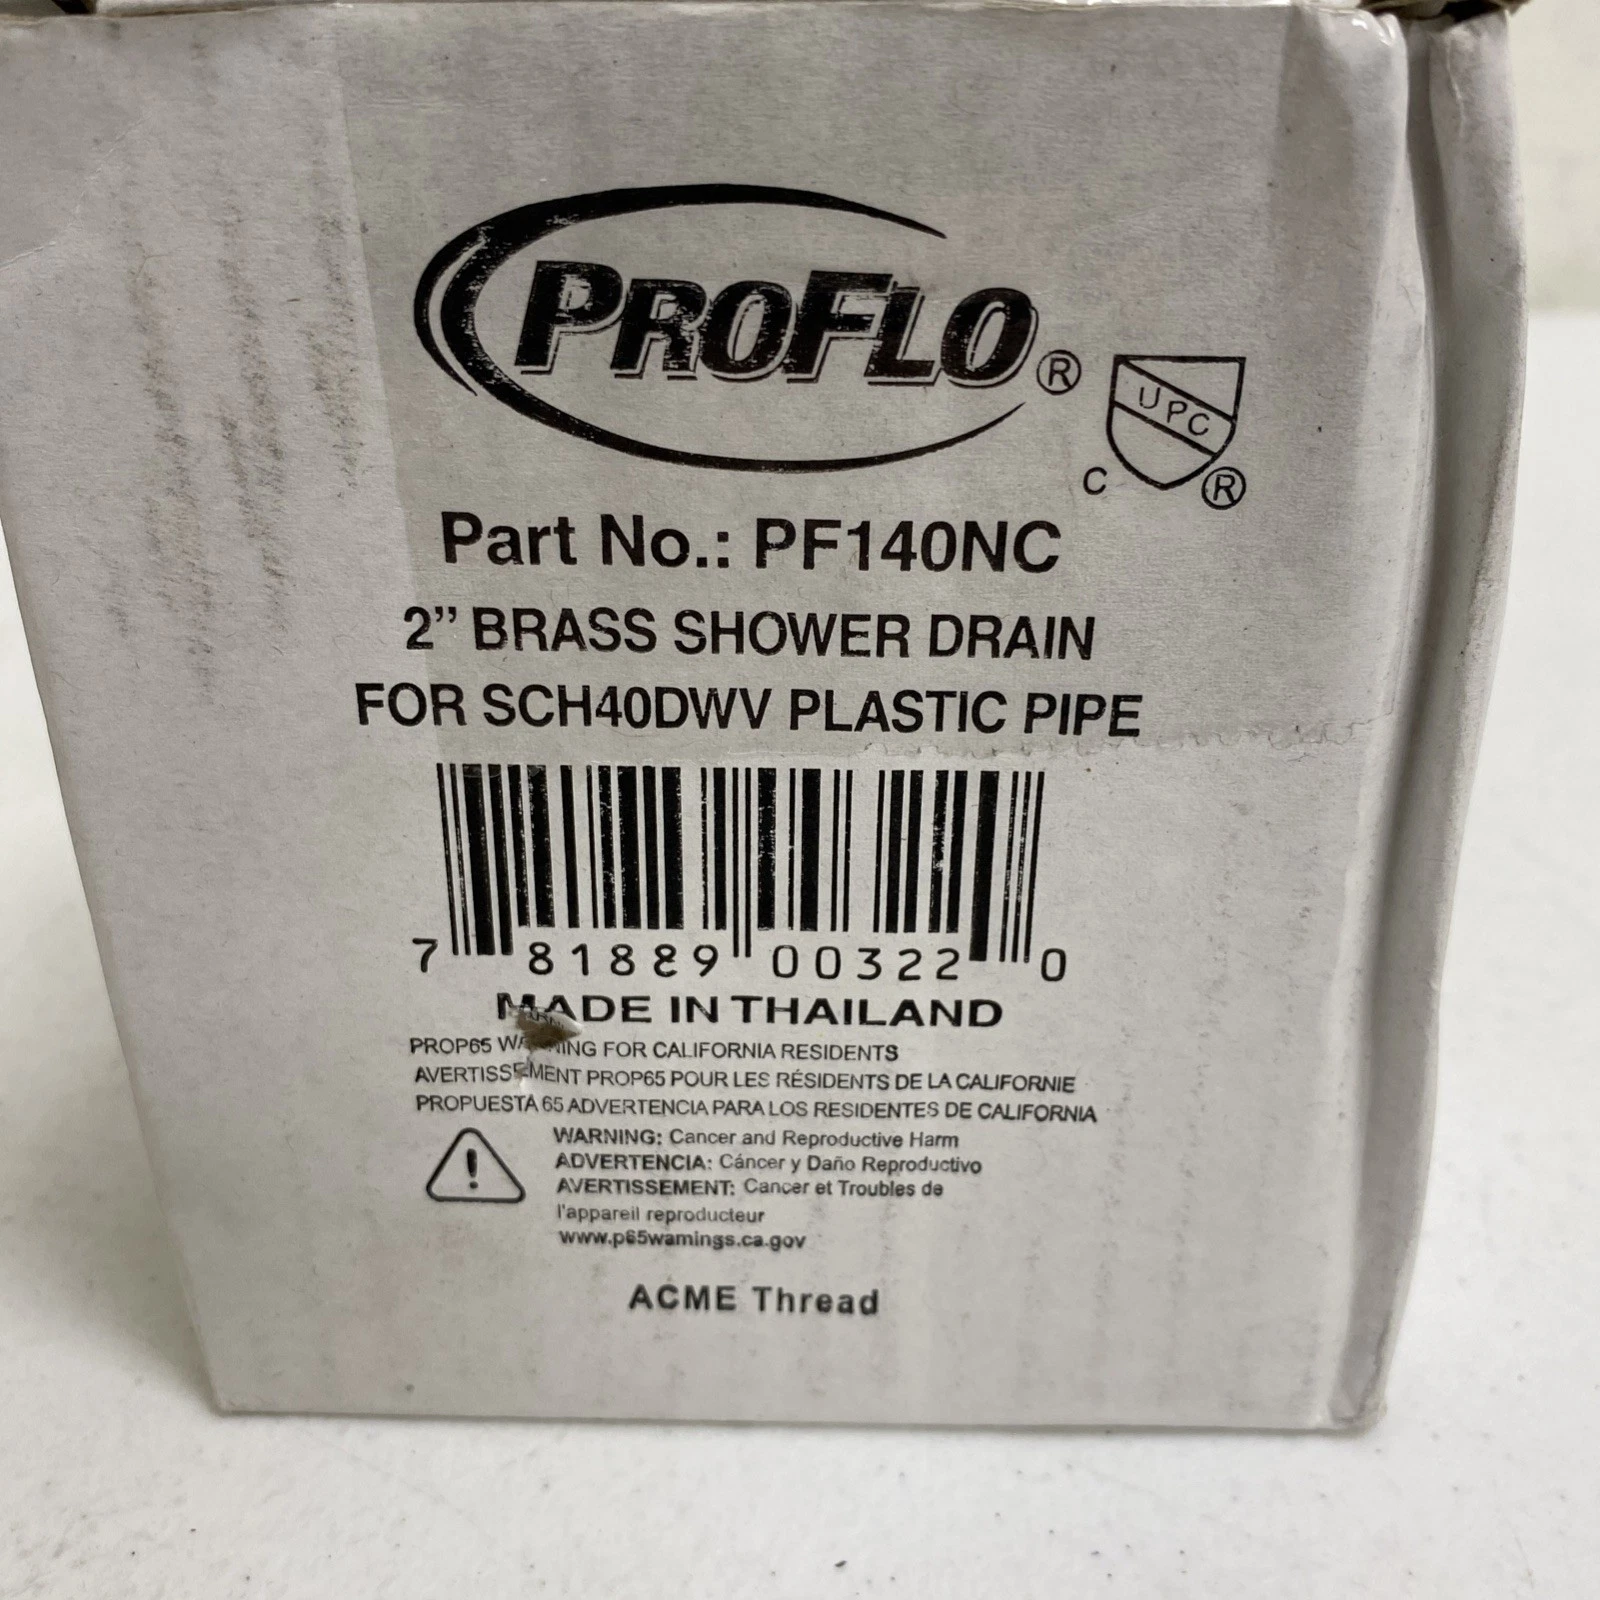 PROFLO®
UPC
C ®
Part No.: PF140NC
2” BRASS SHOWER DRAIN
FOR SCH40DWV PLASTIC PIPE
7 81889 00322 0
MADE IN THAILAND
PROP65 WARNING FOR CALIFORNIA RESIDENTS
AVERTISSEMENT PROP65 POUR LES RÉSIDENTS DE LA CALIFORNIE
PROPUESTA 65 ADVERTENCIA PARA LOS RESIDENTES DE CALIFORNIA
! WARNING: Cancer and Reproductive Harm
ADVERTENCIA: Cáncer y Daño Reproductivo
AVERTISSEMENT: Cancer et Troubles de
l'appareil reproducteur
www.p65warnings.ca.gov
ACME Thread